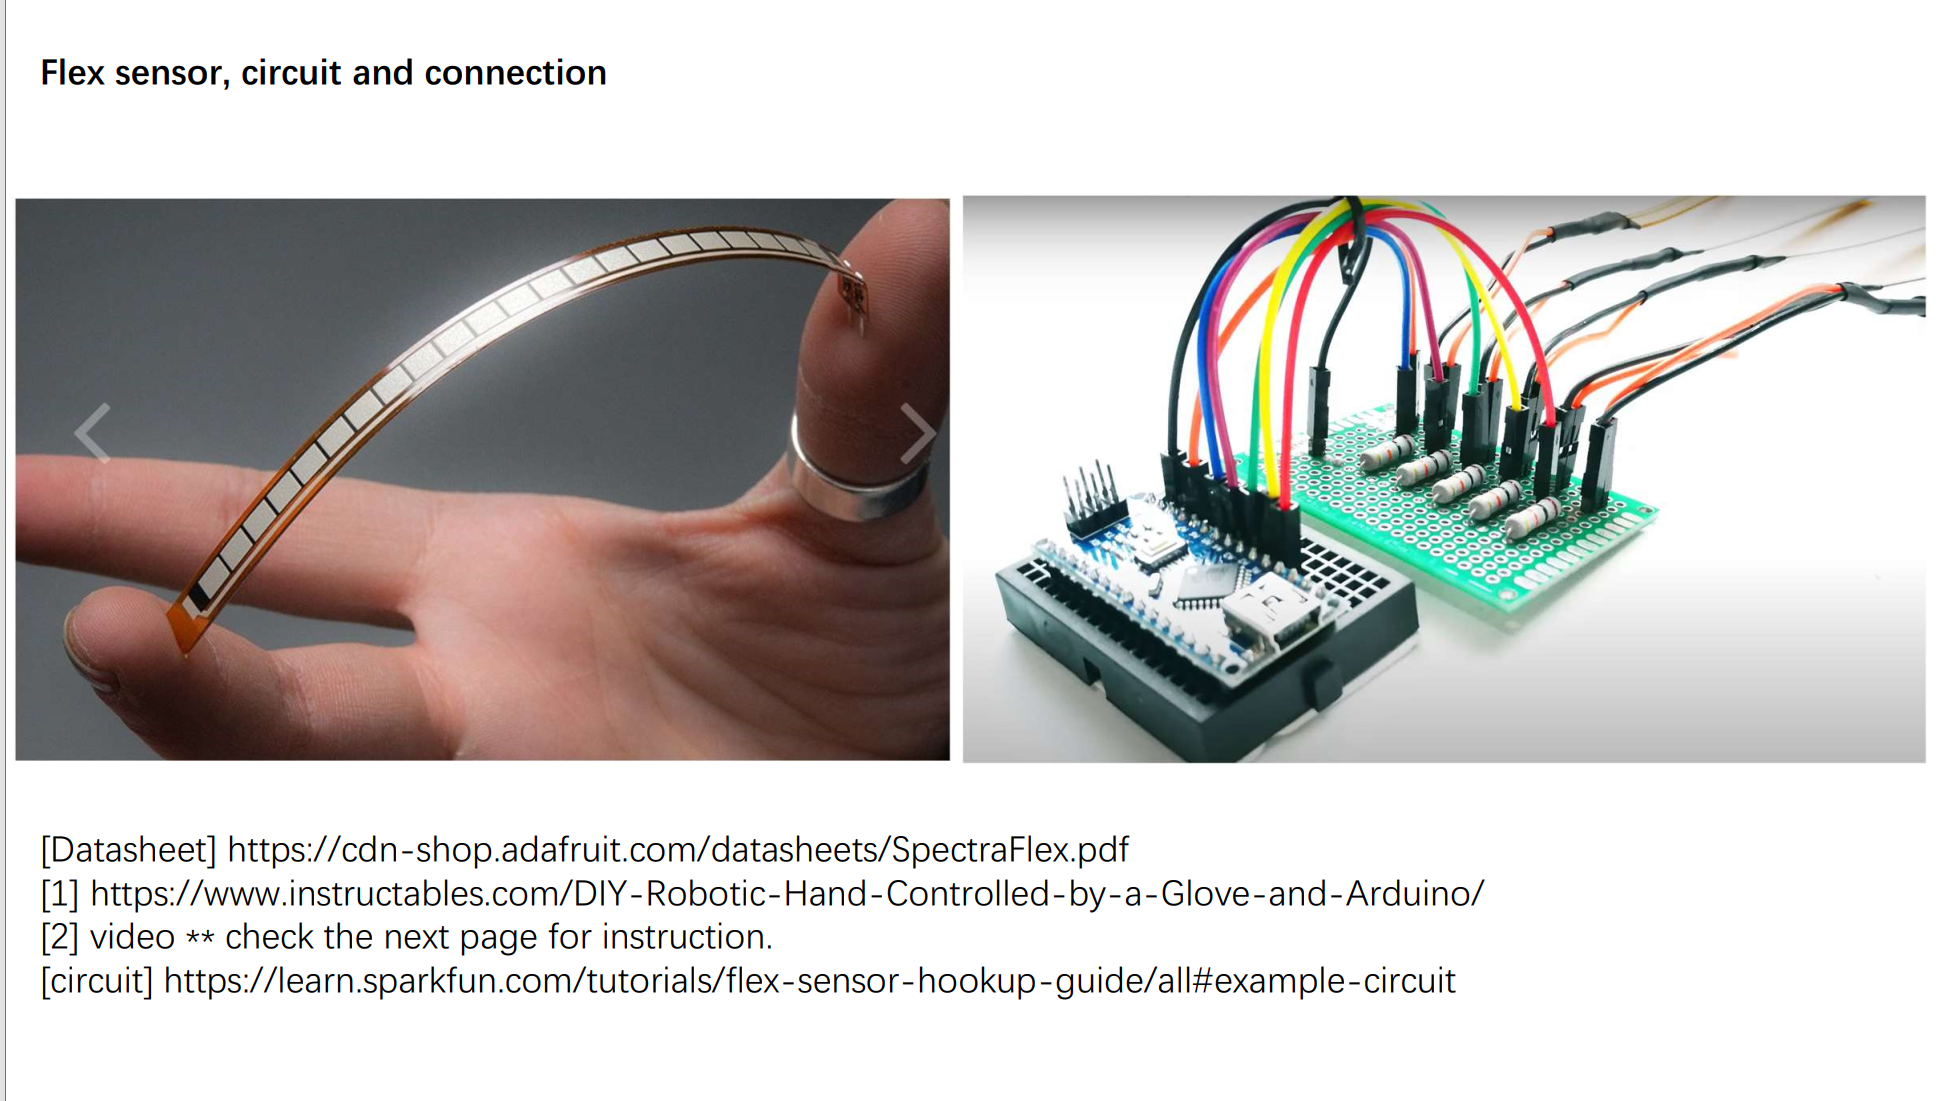 Flex sensor, circuit and connection
[Datasheet] https://cdn-shop.adafruit.com/datasheets/SpectraFlex.pdf
[1] https://www.instructables.com/DIY-Robotic-Hand-Controlled-by-a-Glove-and-Arduino/
[2] video ** check the next page for instruction.
[circuit] https://learn.sparkfun.com/tutorials/flex-sensor-hookup-guide/all#example-circuit